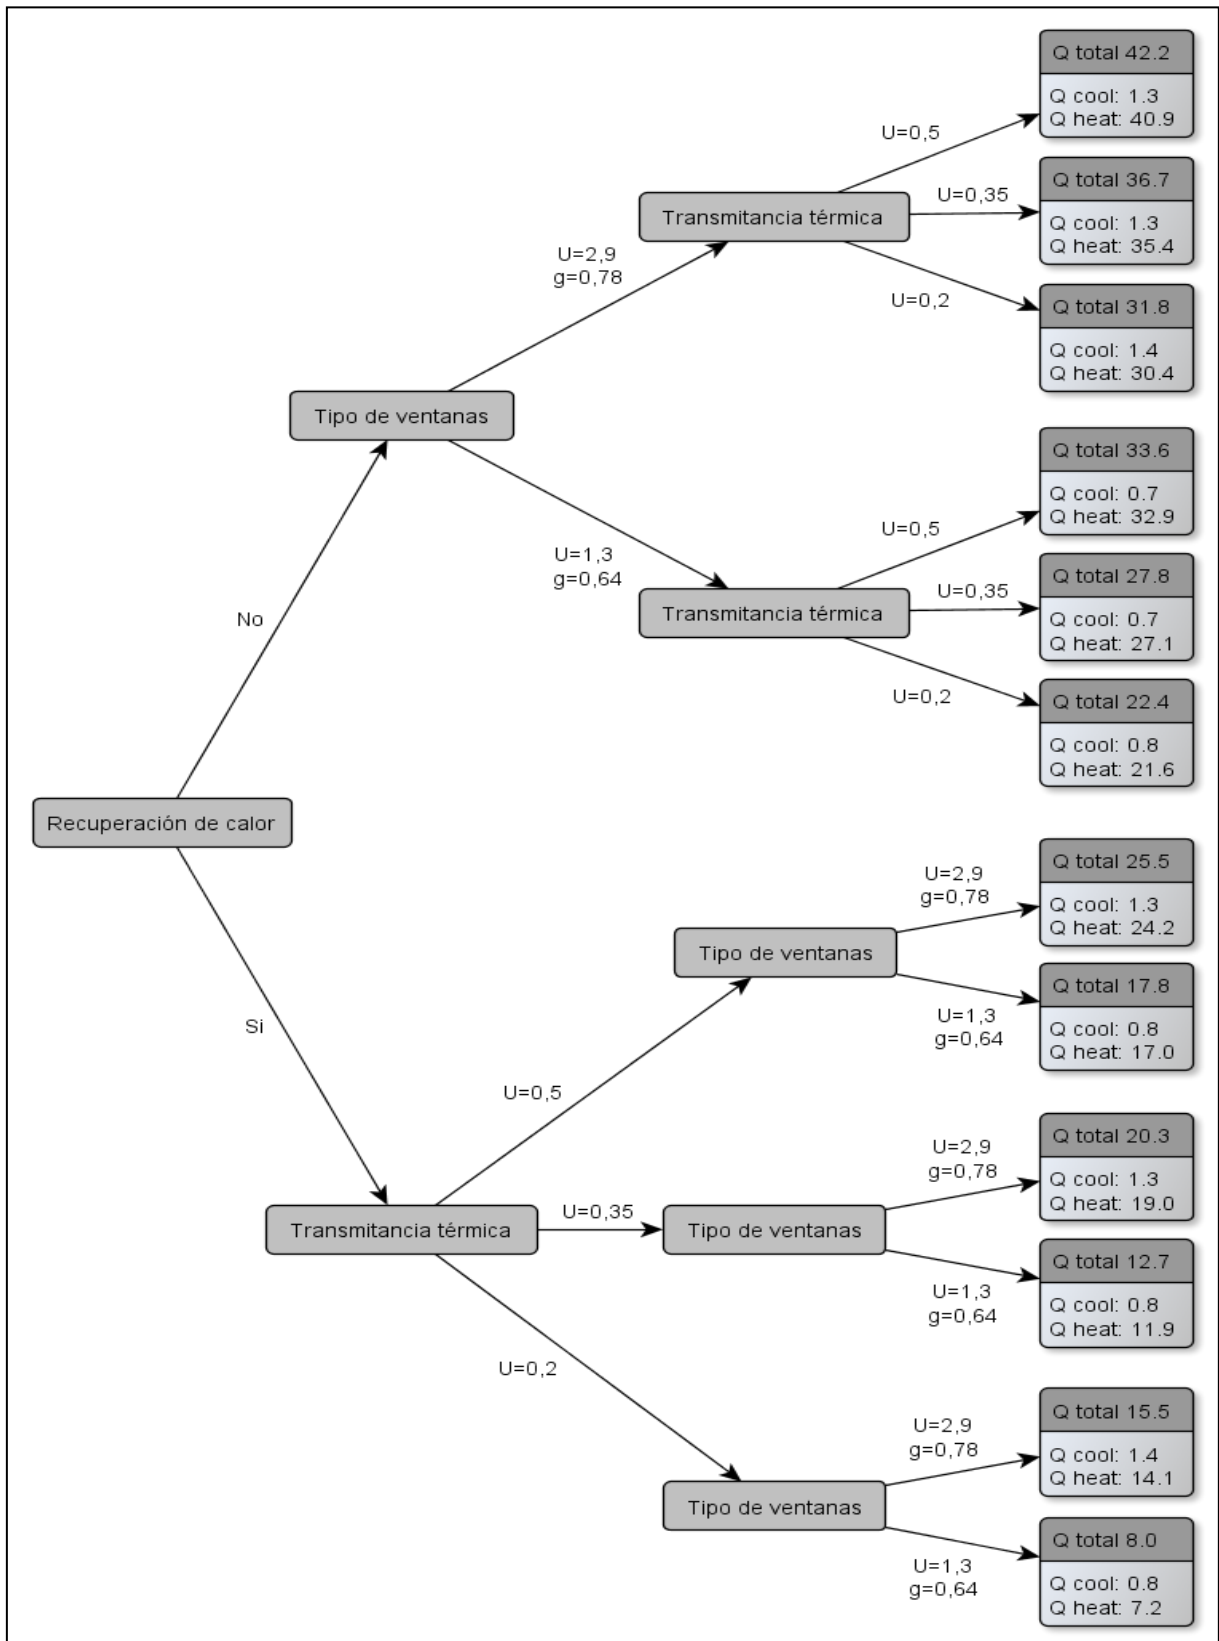 Q total 42.2
Q cool: 1.3
Q heat: 40.9
U=0,5
Q total 36.7
Q cool: 1.3
Q heat: 35.4
U=0,35
Transmitancia térmica
U=2,9
g=0,78
U=0,2
Q total 31.8
Q cool: 1.4
Q heat: 30.4
Tipo de ventanas
Q total 33.6
Q cool: 0.7
Q heat: 32.9
U=0,5
U=1,3
g=0,64
Q total 27.8
Q cool: 0.7
Q heat: 27.1
U=0,35
Transmitancia térmica
No
U=0,2
Q total 22.4
Q cool: 0.8
Q heat: 21.6
Recuperación de calor
Q total 25.5
Q cool: 1.3
Q heat: 24.2
U=2,9
g=0,78
Tipo de ventanas
Q total 17.8
Q cool: 0.8
Q heat: 17.0
U=1,3
g=0,64
Si
U=0,5
Q total 20.3
Q cool: 1.3
Q heat: 19.0
U=2,9
g=0,78
Transmitancia térmica
U=0,35
Tipo de ventanas
Q total 12.7
Q cool: 0.8
Q heat: 11.9
U=1,3
g=0,64
U=0,2
Q total 15.5
Q cool: 1.4
Q heat: 14.1
U=2,9
g=0,78
Tipo de ventanas
Q total 8.0
Q cool: 0.8
Q heat: 7.2
U=1,3
g=0,64